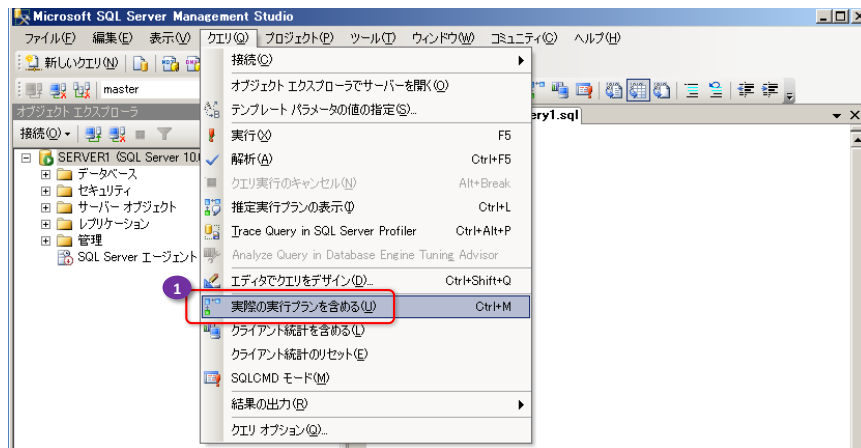 Microsoft SQL Server Management Studio
ファイル(F) 編集(E) 表示(V) クエリ(Q) プロジェクト(P) ツール(T) ウィンドウ(W) コミュニティ(C) ヘルプ(H)
新しいクエリ(N)
master
オブジェクト エクスプローラ
接続(O)
SERVER1 (SQL Server 10.
データベース
セキュリティ
サーバー オブジェクト
レプリケーション
管理
SQL Server エージェント
接続(C)
オブジェクト エクスプローラでサーバーを開く(O)
テンプレート パラメータの値の指定(S)...
実行(X) F5
解析(A) Ctrl+F5
クエリ実行のキャンセル(N) Alt+Break
推定実行プランの表示(I) Ctrl+L
Trace Query in SQL Server Profiler Ctrl+Alt+P
Analyze Query in Database Engine Tuning Advisor
エディタでクエリをデザイン(D)... Ctrl+Shift+Q
1
実際の実行プランを含める(U) Ctrl+M
クライアント統計を含める(L)
クライアント統計のリセット(E)
SQLCMD モード(M)
結果の出力(R)
クエリ オプション(Q)...
ery1.sql